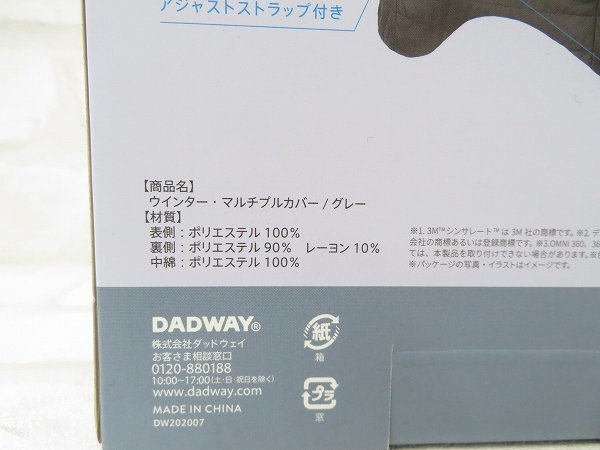 アジャストストラップ付き
【商品名】
ウインター・マルチプルカバー / グレー
【材質】
表側：ポリエステル 100%
裏側：ポリエステル 90%　レーヨン 10%
中綿：ポリエステル 100%
※1. 3M™シンサレート™は 3M 社の商標です。※2. デ
会社の商標あるいは登録商標です。※3.OMNI 360、36
ては、本製品を取り付けできない場合があります。※
※パッケージの写真・イラストはイメージです。
DADWAY®
株式会社ダッドウェイ
お客さま相談窓口
0120-880188
10:00~17:00(土・日・祝日を除く)
www.dadway.com
MADE IN CHINA
DW202007
紙
箱
プラ
窓